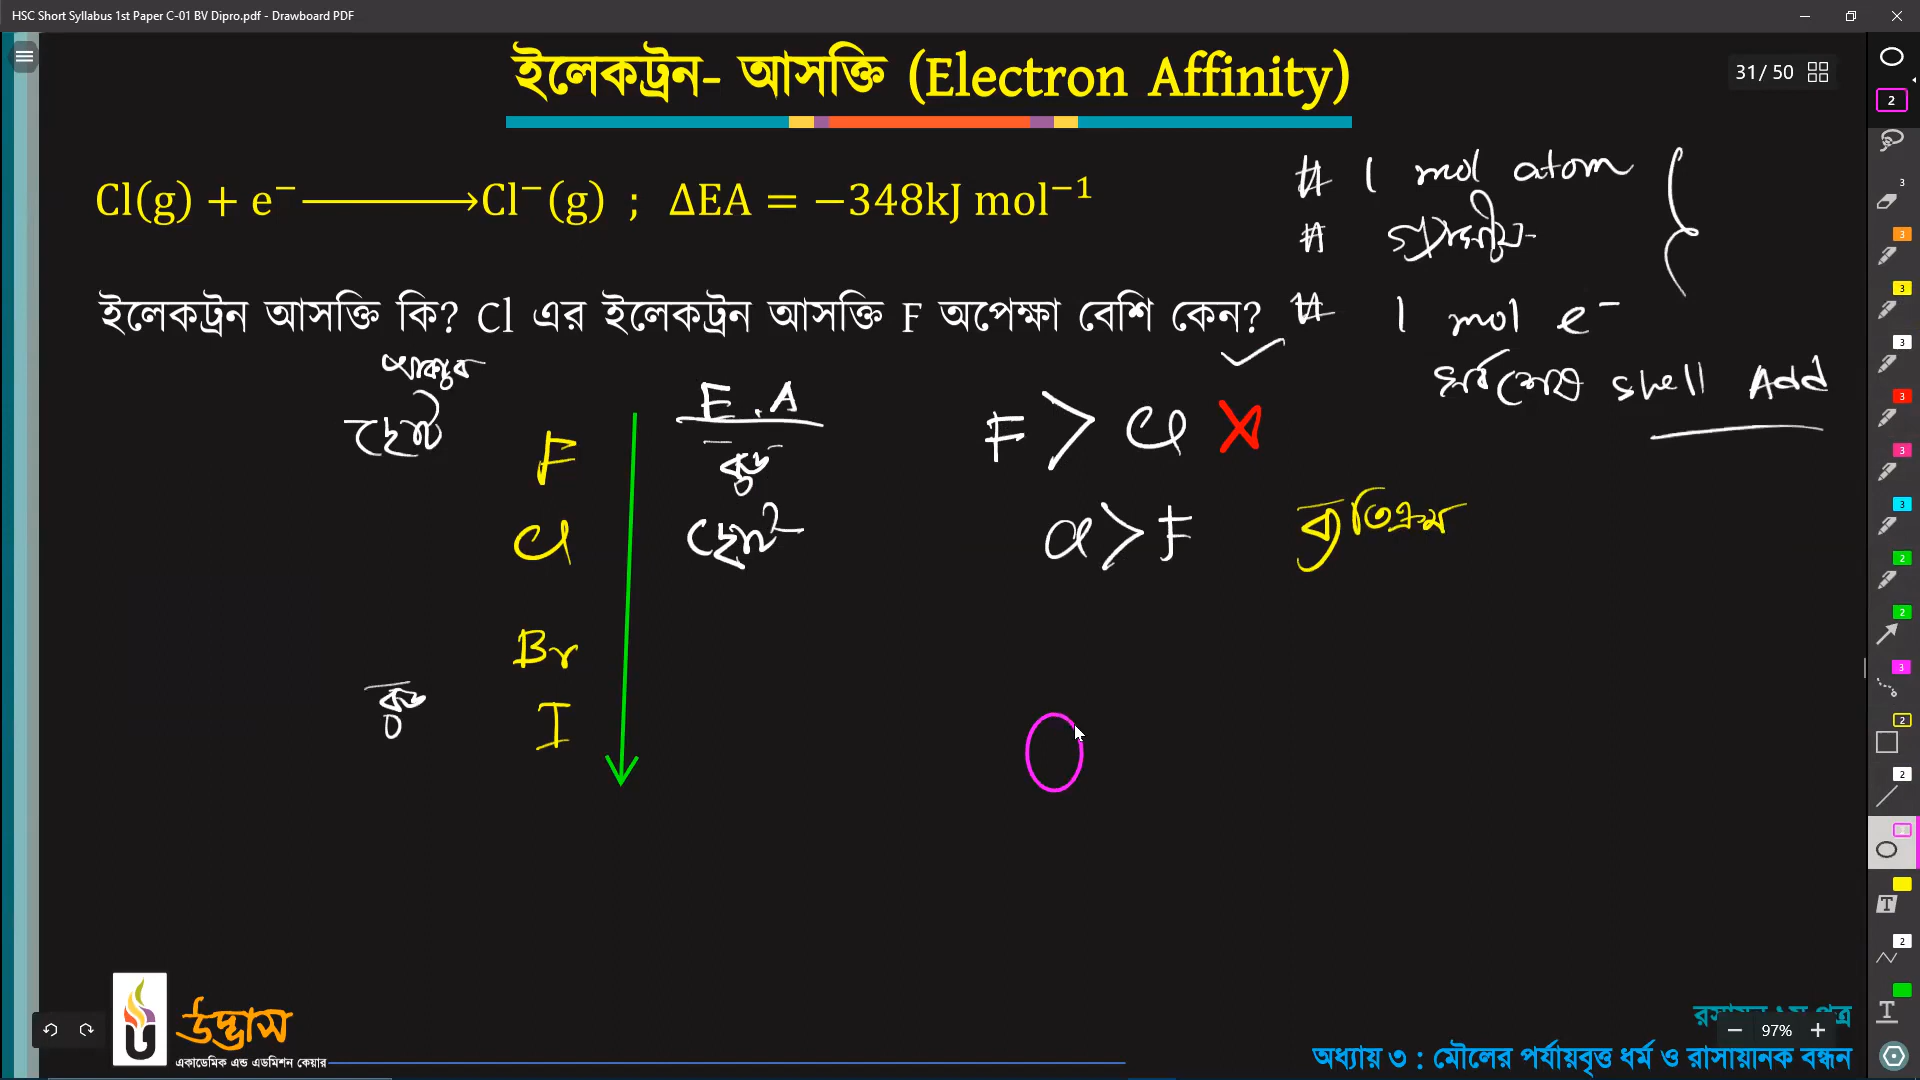 HSC Short Syllabus 1st Paper C-01 BV Dipro.pdf - Drawboard PDF
ইলেকট্রন- আসক্তি (Electron Affinity)
31 / 50
Cl(g) + e⁻ ⟶ Cl⁻(g) ; ΔEA = −348kJ mol⁻¹
# 1 mol atom
# গ্যাসীয়
ইলেকট্রন আসক্তি কি? Cl এর ইলেকট্রন আসক্তি F অপেক্ষা বেশি কেন?
# 1 mol e⁻
সর্বশেষ shell Add
আকার
ছোট
F
E.A
বড়
F > Cl X
Cl
ছোট
Cl > F
ব্যতিক্রম
Br
বড়
I
উদ্ভাস
একাডেমিক এন্ড এডমিশন কেয়ার
97%
অধ্যায় ৩ : মৌলের পর্যায়বৃত্ত ধর্ম ও রাসায়নিক বন্ধন